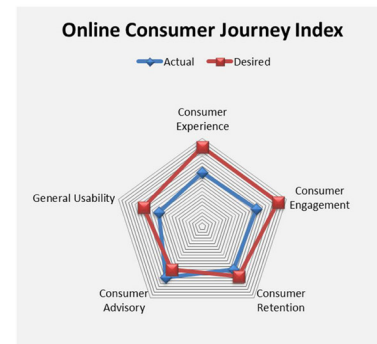 Online Consumer Journey Index
Actual Desired
Consumer
Experience
Consumer
Engagement
General Usability
Consumer
Advisory
Consumer
Retention